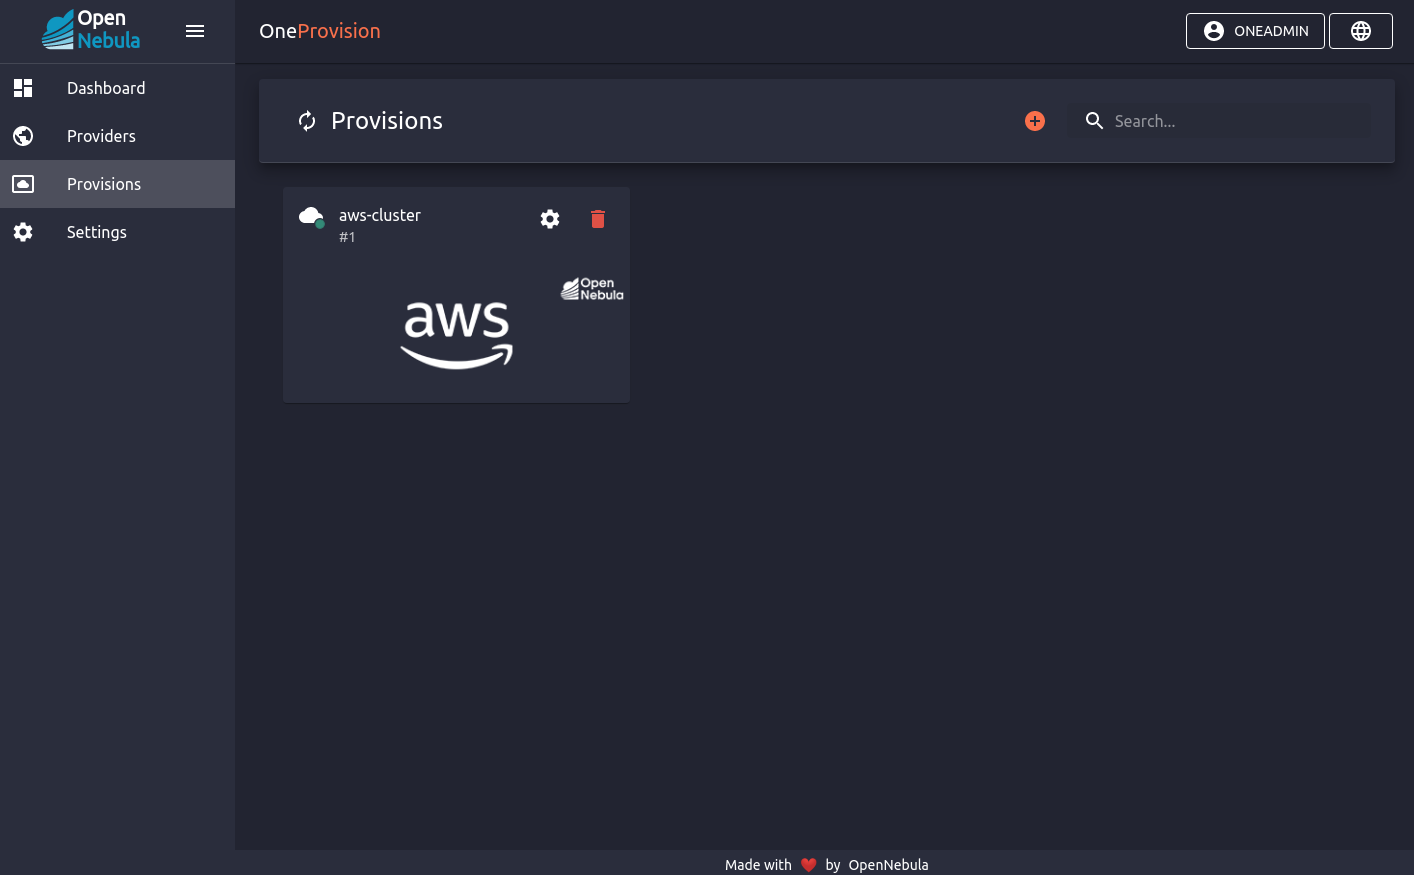 Open
Nebula
OneProvision
ONEADMIN
Dashboard
Providers
Provisions
Settings
Provisions
Search...
aws-cluster
#1
Open
Nebula
aws
Made with ❤️ by OpenNebula